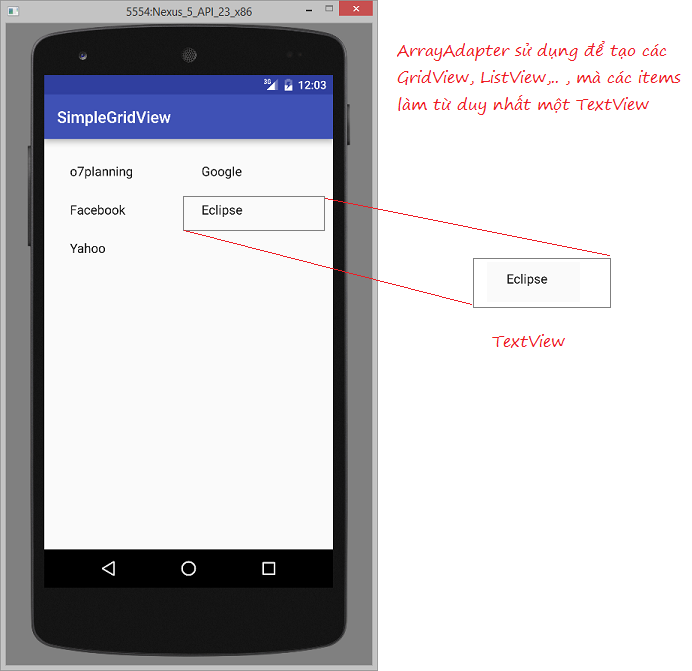 5554:Nexus_5_API_23_x86
3G 12:03
SimpleGridView
o7planning Google
Facebook Eclipse
Yahoo
ArrayAdapter sử dụng để tạo các
GridView, ListView,.. , mà các items
làm từ duy nhất một TextView
Eclipse
TextView